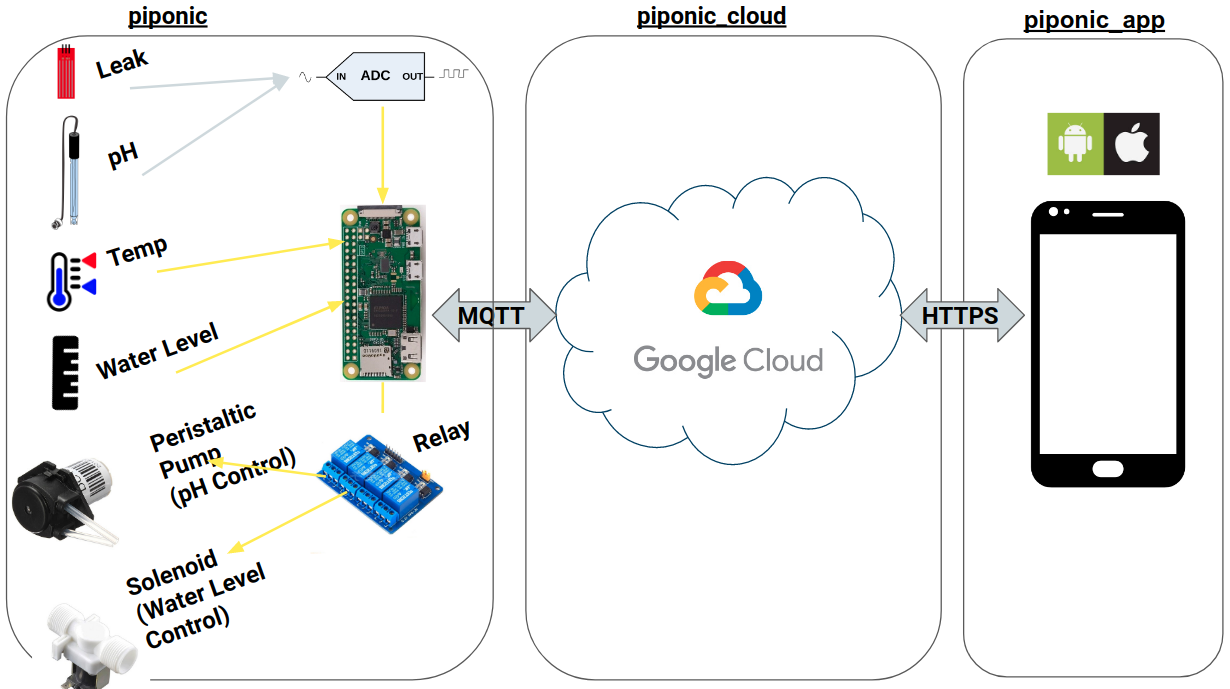 piponic
piponic_cloud
piponic_app
Leak
IN ADC OUT
pH
Temp
Water Level
MQTT
Google Cloud
HTTPS
Peristaltic
Pump
(pH Control)
Relay
Solenoid
(Water Level
Control)